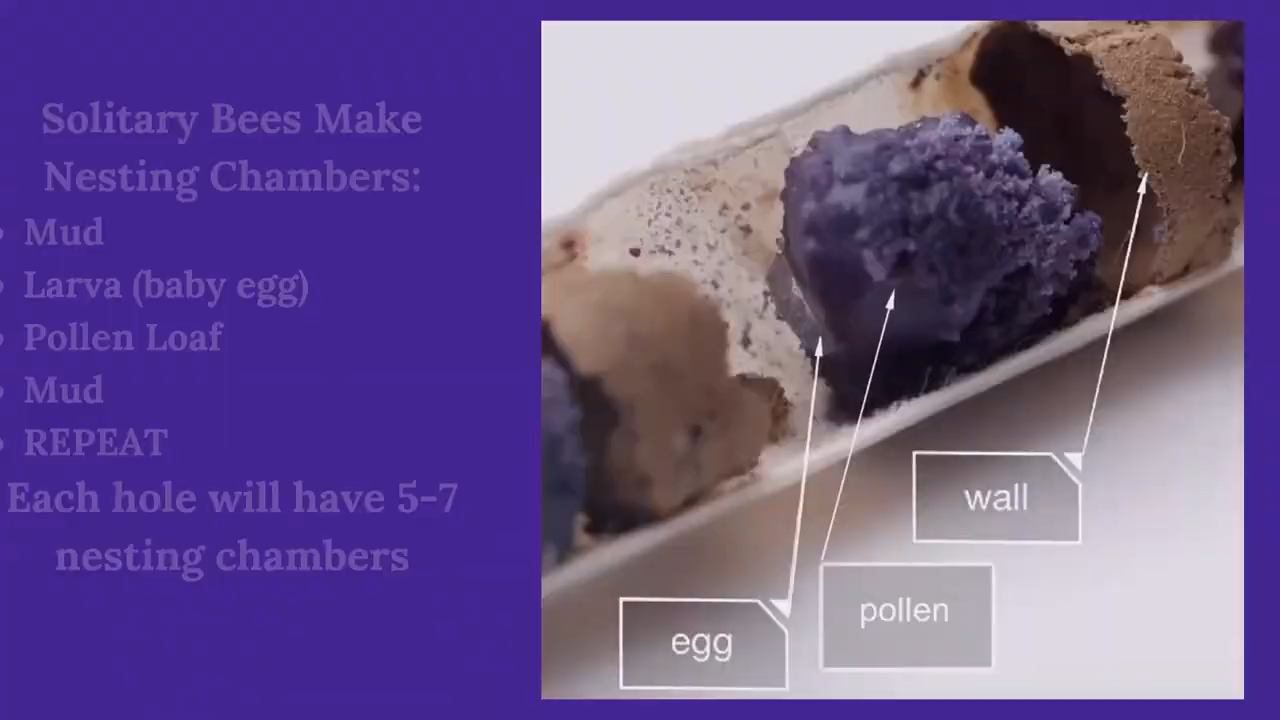 Solitary Bees Make
Nesting Chambers:
Mud
Larva (baby egg)
Pollen Loaf
Mud
REPEAT
Each hole will have 5-7
nesting chambers
wall
pollen
egg